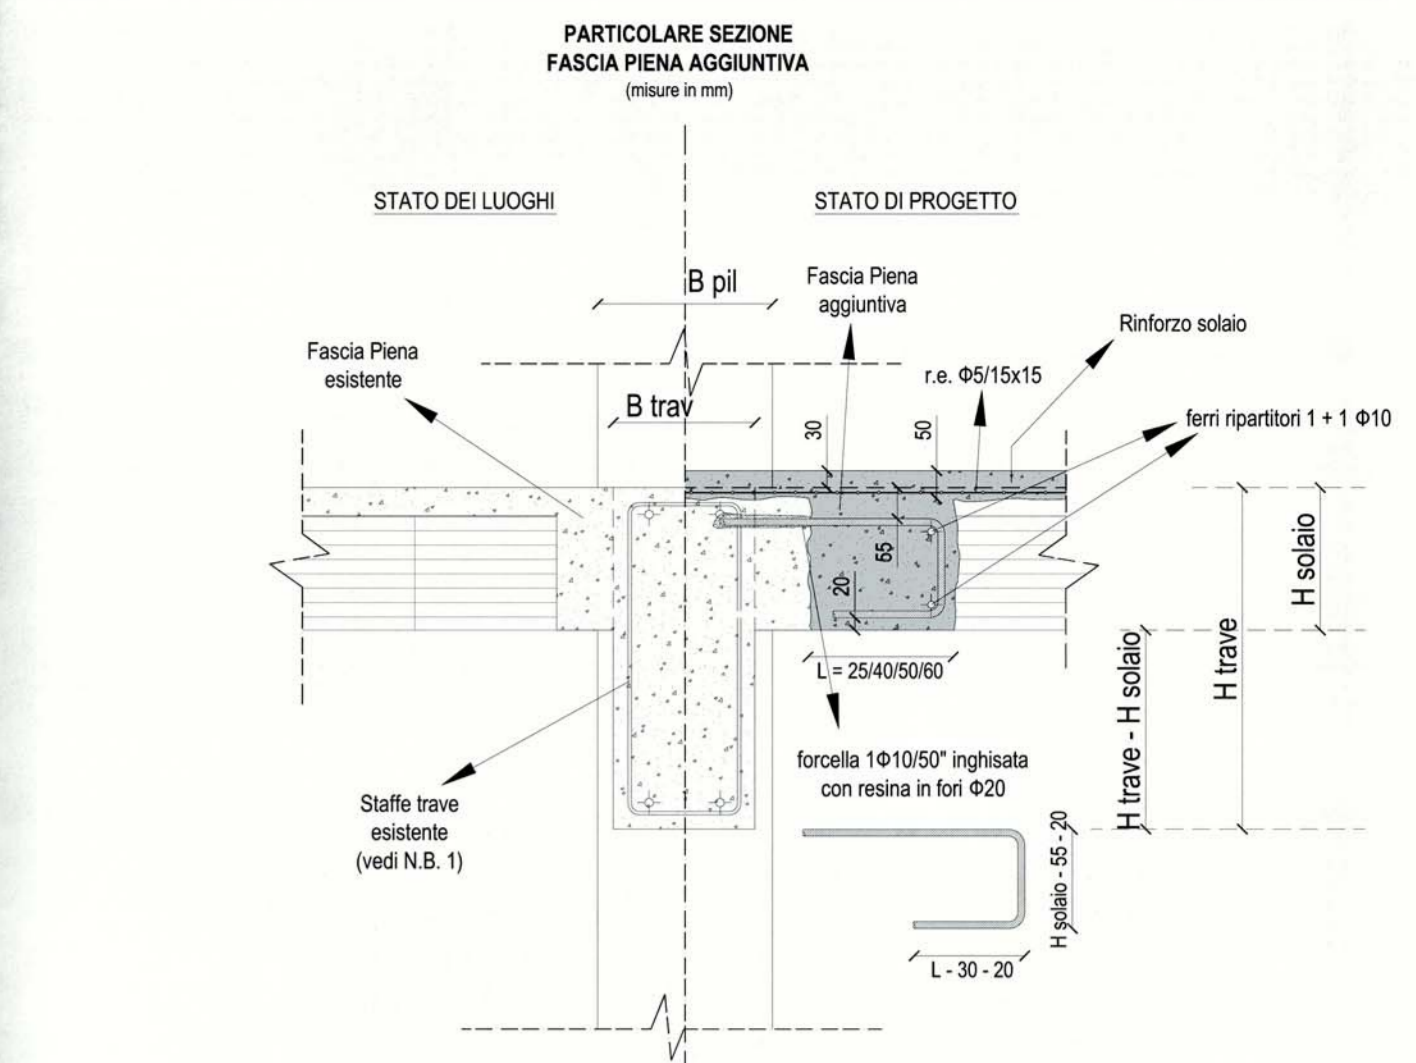 PARTICOLARE SEZIONE
FASCIA PIENA AGGIUNTIVA
(misure in mm)
STATO DEI LUOGHI
STATO DI PROGETTO
B pil
Fascia Piena
aggiuntiva
Rinforzo solaio
Fascia Piena
esistente
r.e. Φ5/15x15
B trav
30
50
ferri ripartitori 1 + 1 Φ10
55
20
H solaio
H trave
H trave - H solaio
L = 25/40/50/60
forcella 1Φ10/50" inghisata
con resina in fori Φ20
Staffe trave
esistente
(vedi N.B. 1)
H solaio - 55 - 20
L - 30 - 20